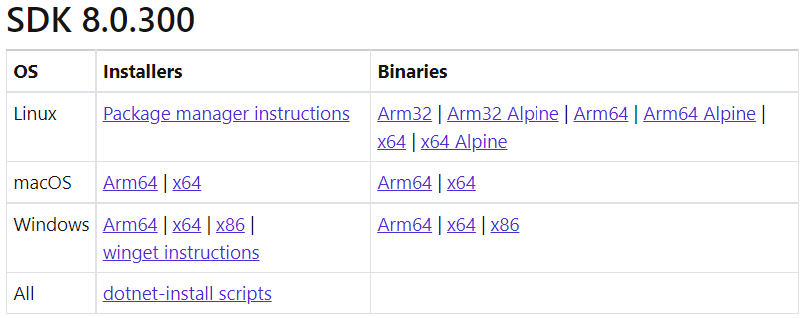 SDK 8.0.300
OS Installers Binaries
Linux Package manager instructions Arm32 | Arm32 Alpine | Arm64 | Arm64 Alpine |
x64 | x64 Alpine
macOS Arm64 | x64 Arm64 | x64
Windows Arm64 | x64 | x86 | Arm64 | x64 | x86
winget instructions
All dotnet-install scripts